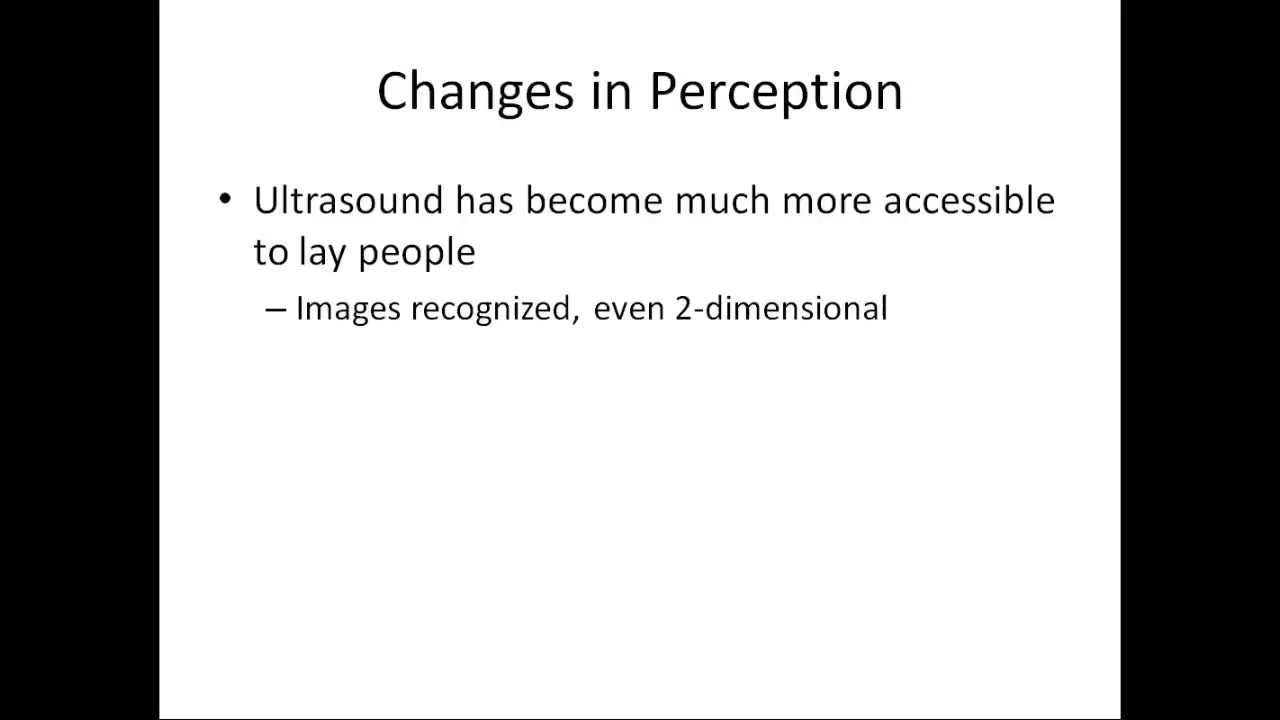 Changes in Perception
• Ultrasound has become much more accessible
to lay people
– Images recognized, even 2-dimensional